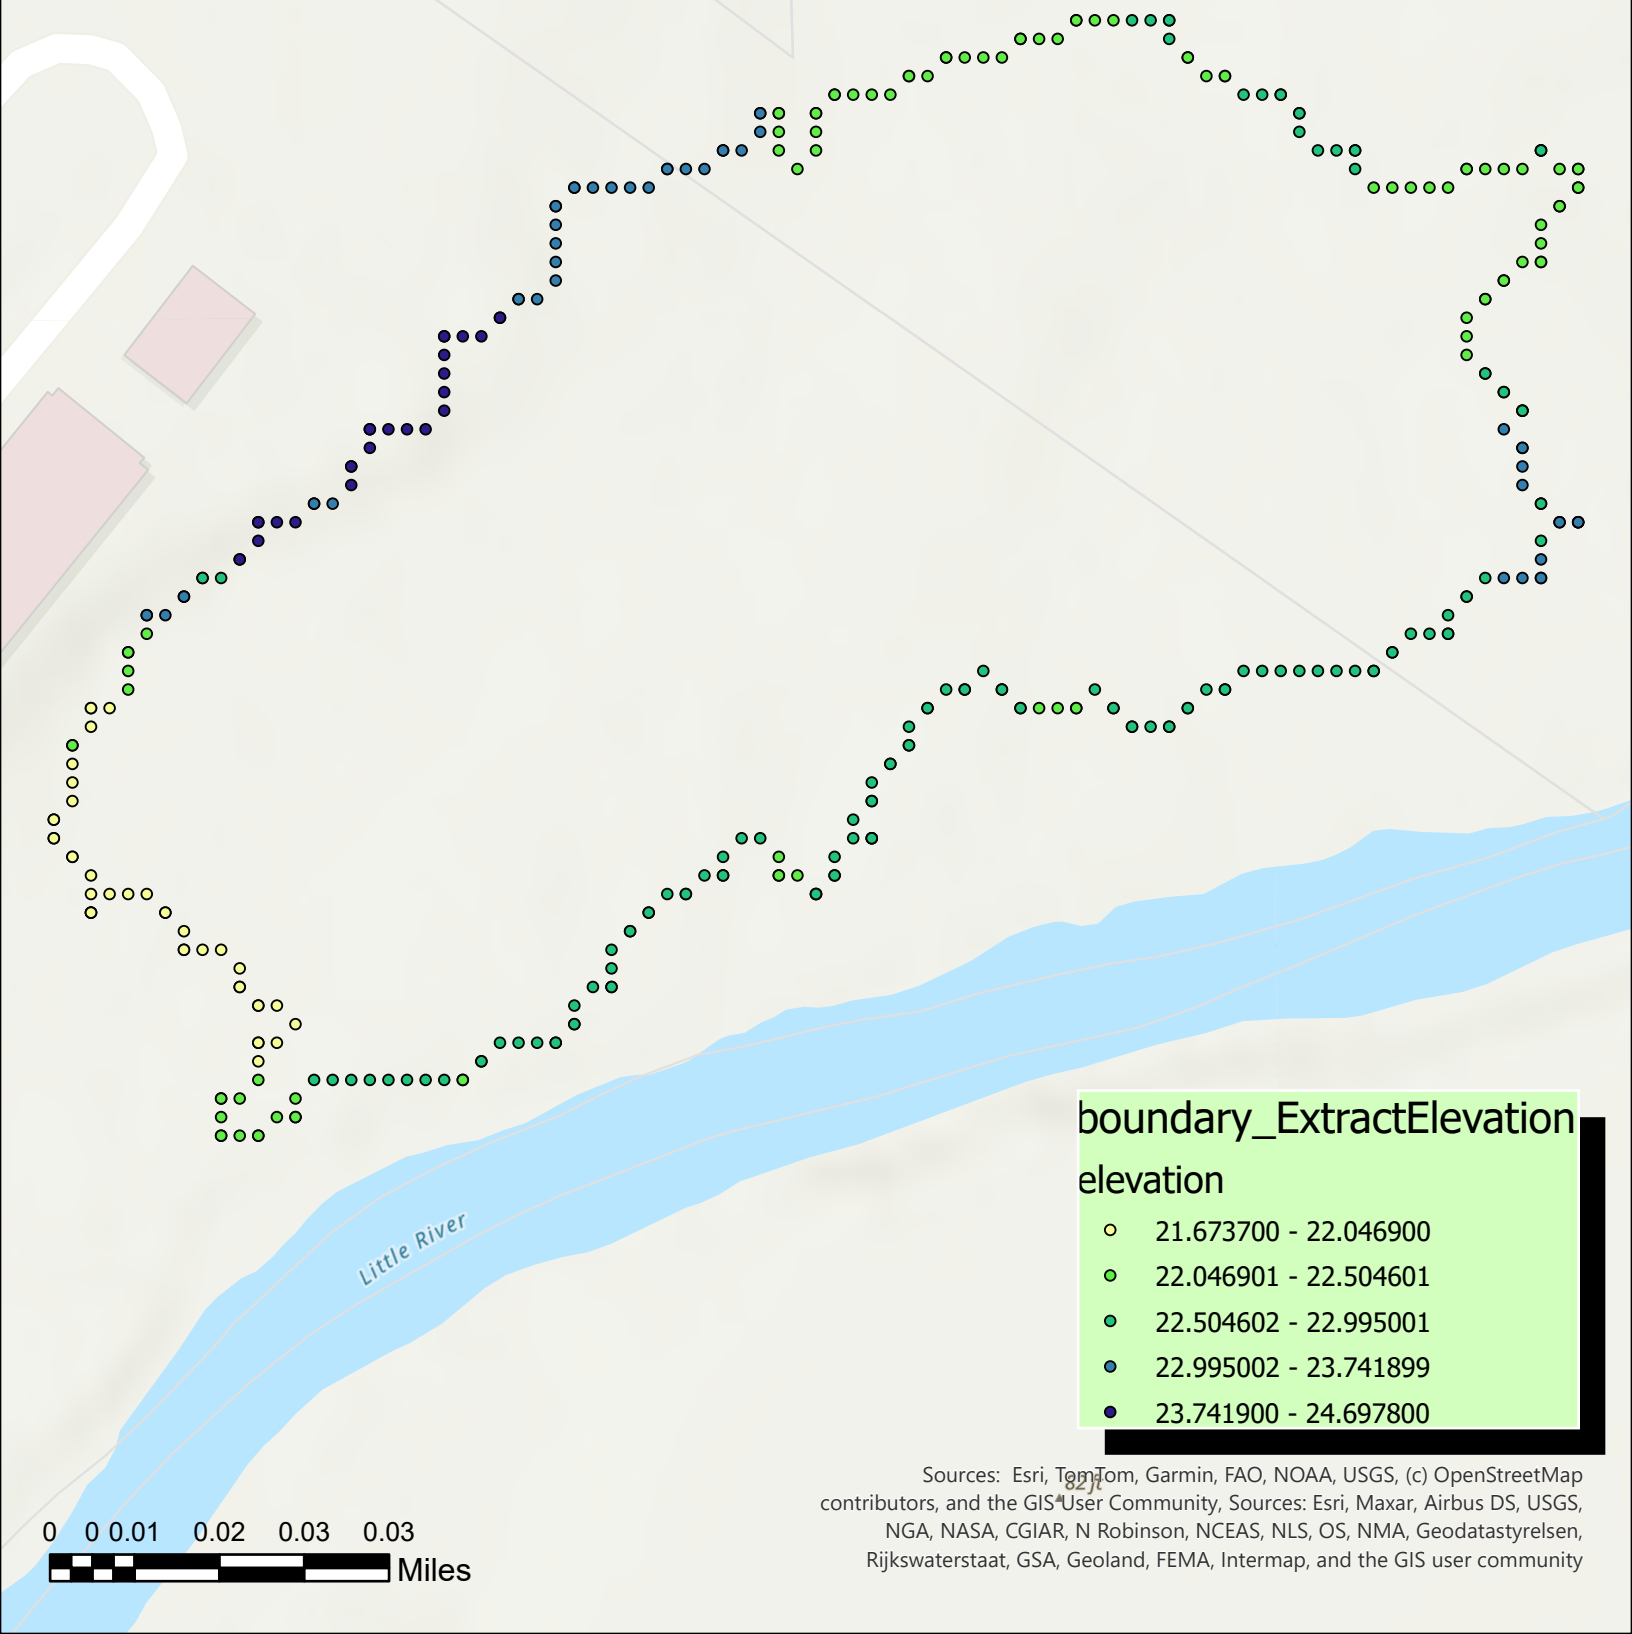 Little River
boundary_ExtractElevation
elevation
21.673700 - 22.046900
22.046901 - 22.504601
22.504602 - 22.995001
22.995002 - 23.741899
23.741900 - 24.697800
82 ft
Sources: Esri, TomTom, Garmin, FAO, NOAA, USGS, (c) OpenStreetMap
contributors, and the GIS User Community, Sources: Esri, Maxar, Airbus DS, USGS,
NGA, NASA, CGIAR, N Robinson, NCEAS, NLS, OS, NMA, Geodatastyrelsen,
Rijkswaterstaat, GSA, Geoland, FEMA, Intermap, and the GIS user community
0 0 0.01 0.02 0.03 0.03
Miles